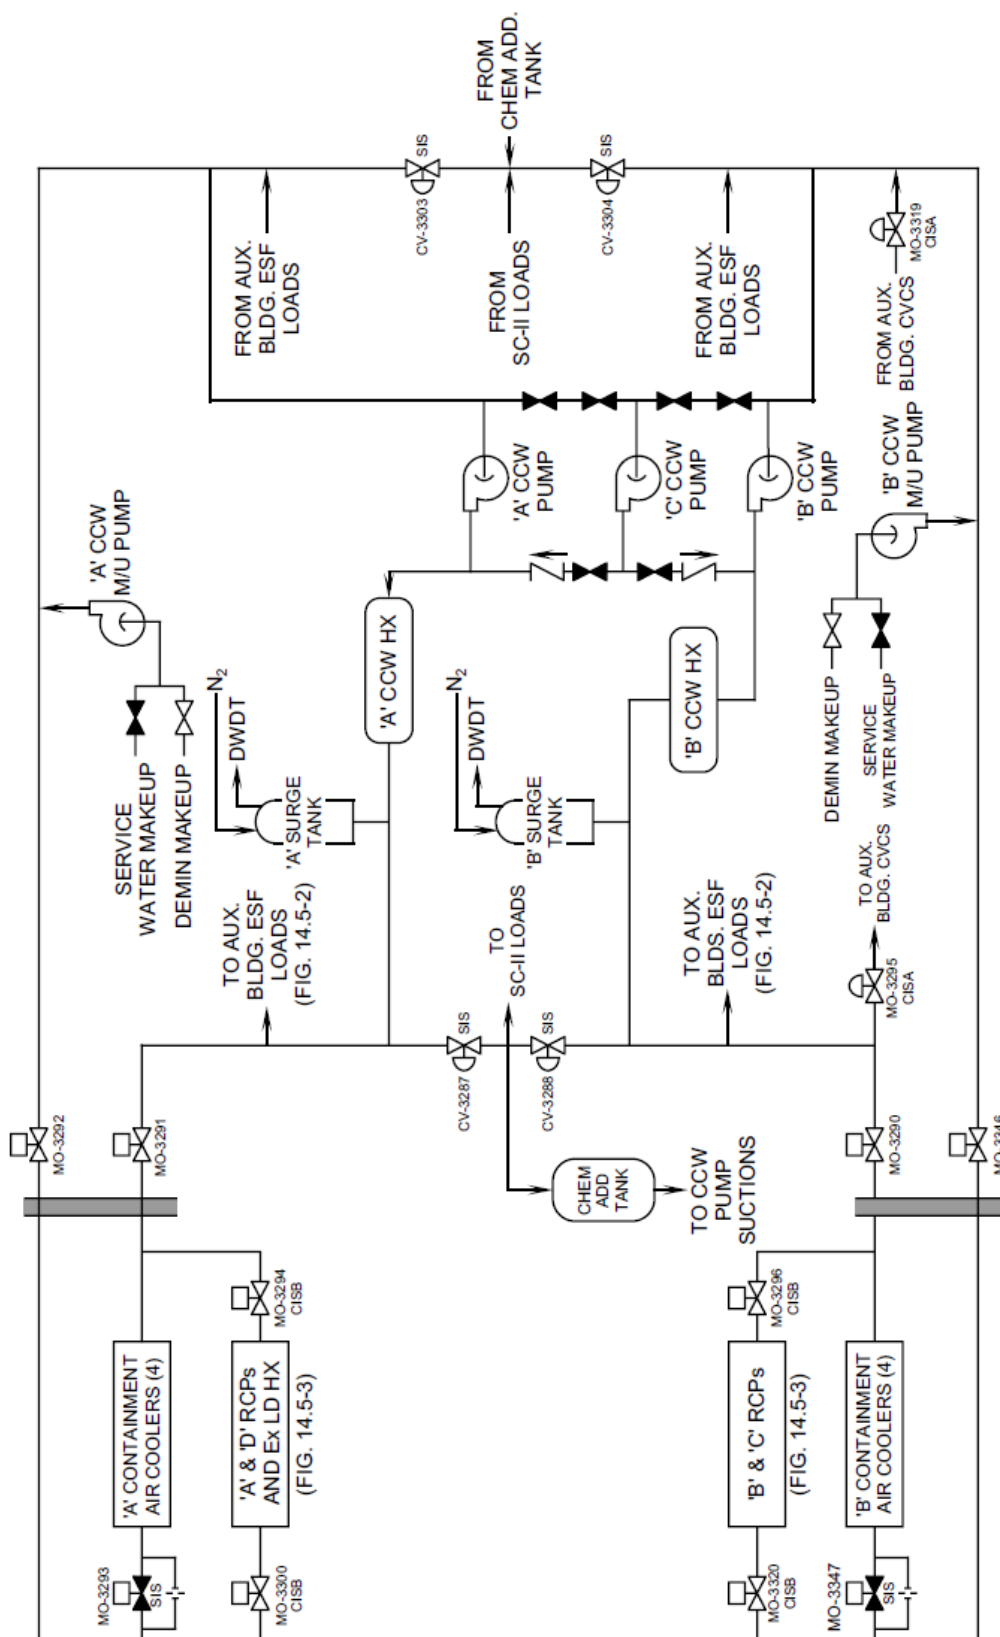 FROM
CHEM ADD.
TANK
SIS
CV-3303
SIS
CV-3304
FROM AUX.
BLDG. ESF
LOADS
FROM
SC-II LOADS
FROM AUX.
BLDG. ESF
LOADS
MO-3319
CISA
FROM AUX.
BLDG. CVCS
'A' CCW
PUMP
'C' CCW
PUMP
'B' CCW
PUMP
'B' CCW
M/U PUMP
'A' CCW
M/U PUMP
'A' CCW HX
'B' CCW HX
N2
DWDT
'A' SURGE
TANK
N2
DWDT
'B' SURGE
TANK
SERVICE
WATER MAKEUP
DEMIN MAKEUP
DEMIN MAKEUP
SERVICE
WATER MAKEUP
TO AUX.
BLDG. ESF
LOADS
(FIG. 14.5-2)
TO
SC-II LOADS
TO AUX.
BLDS. ESF
LOADS
(FIG. 14.5-2)
TO AUX.
BLDG. CVCS
MO-3295
CISA
SIS
CV-3287
SIS
CV-3288
MO-3292
MO-3291
MO-3290
MO-3346
CHEM
ADD
TANK
TO CCW
PUMP
SUCTIONS
MO-3294
CISB
MO-3296
CISB
'A' CONTAINMENT
AIR COOLERS (4)
'A' & 'D' RCPs
AND Ex LD HX
(FIG. 14.5-3)
'B' & 'C' RCPs
(FIG. 14.5-3)
'B' CONTAINMENT
AIR COOLERS (4)
MO-3293
SIS
MO-3300
CISB
MO-3320
CISB
MO-3347
SIS